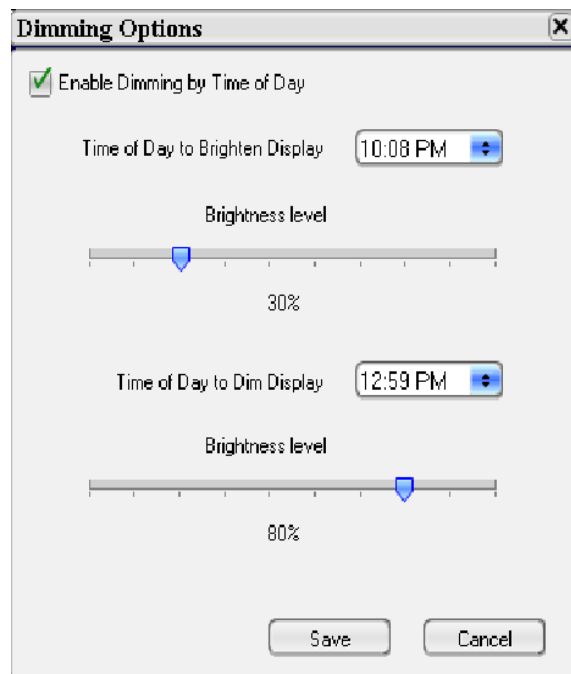 Dimming Options
Enable Dimming by Time of Day
Time of Day to Brighten Display 10:08 PM
Brightness level
30%
Time of Day to Dim Display 12:59 PM
Brightness level
80%
Save Cancel